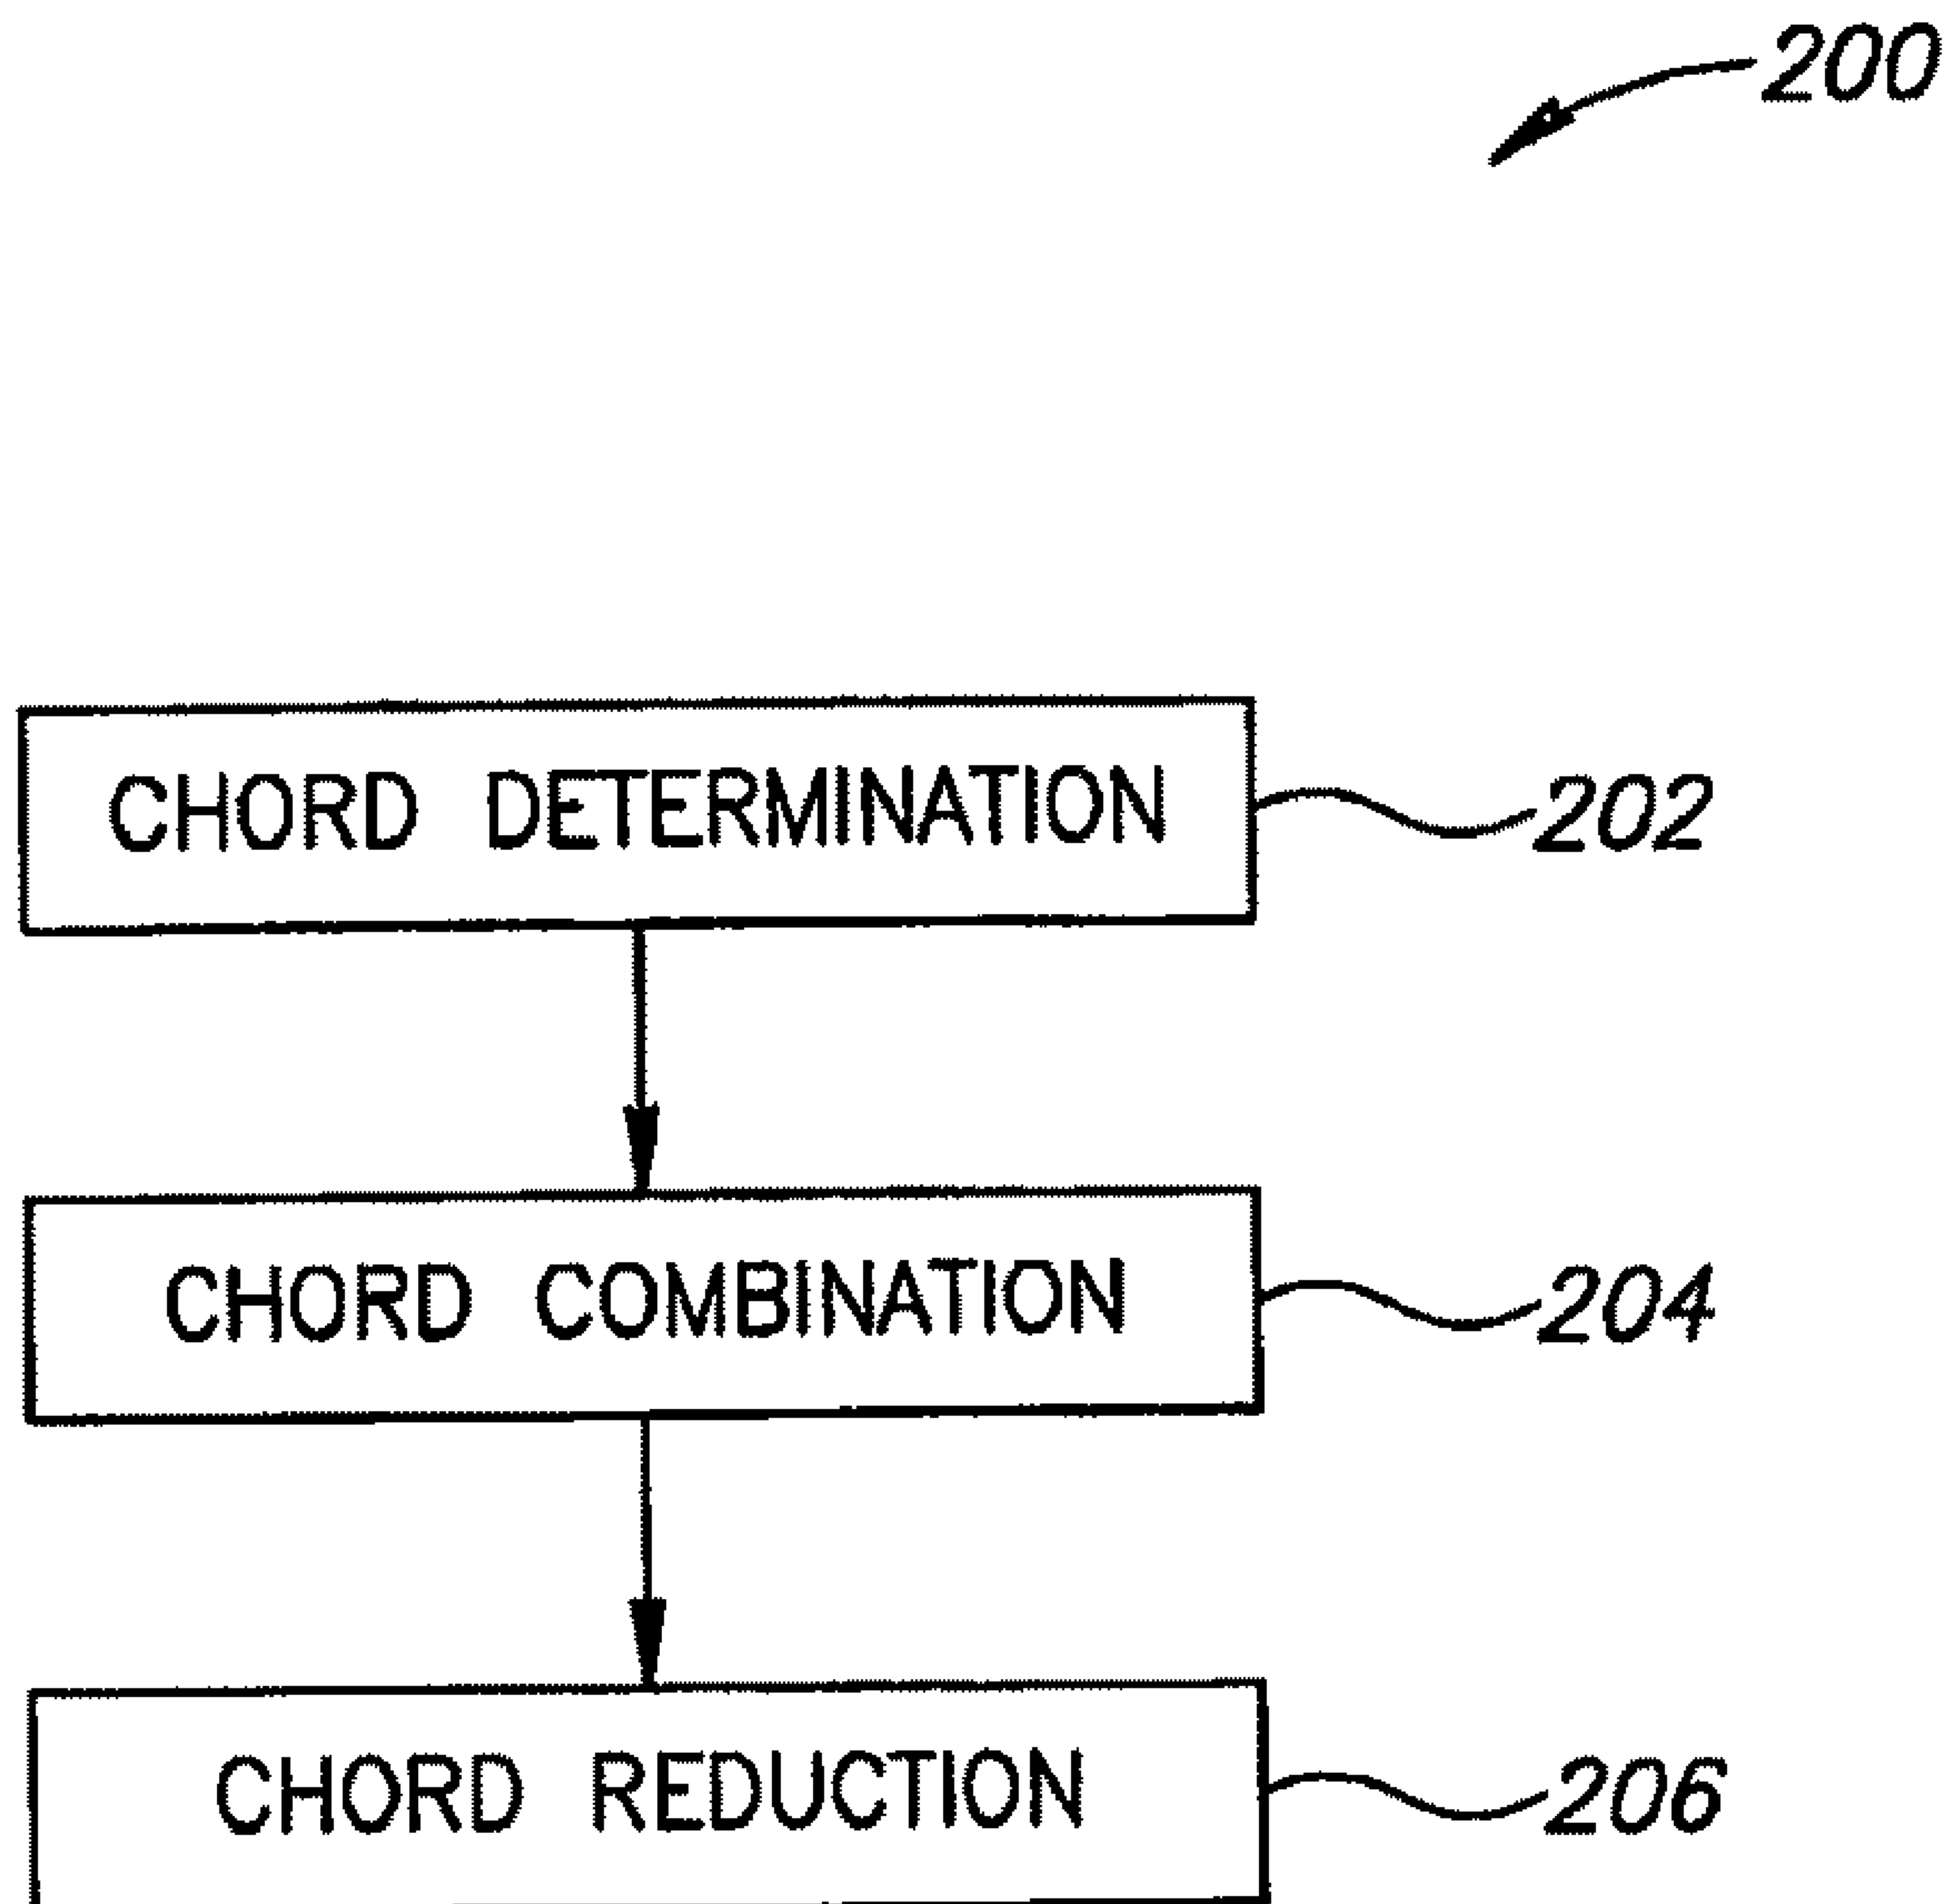 200
CHORD DETERMINATION
202
CHORD COMBINATION
204
CHORD REDUCTION
206